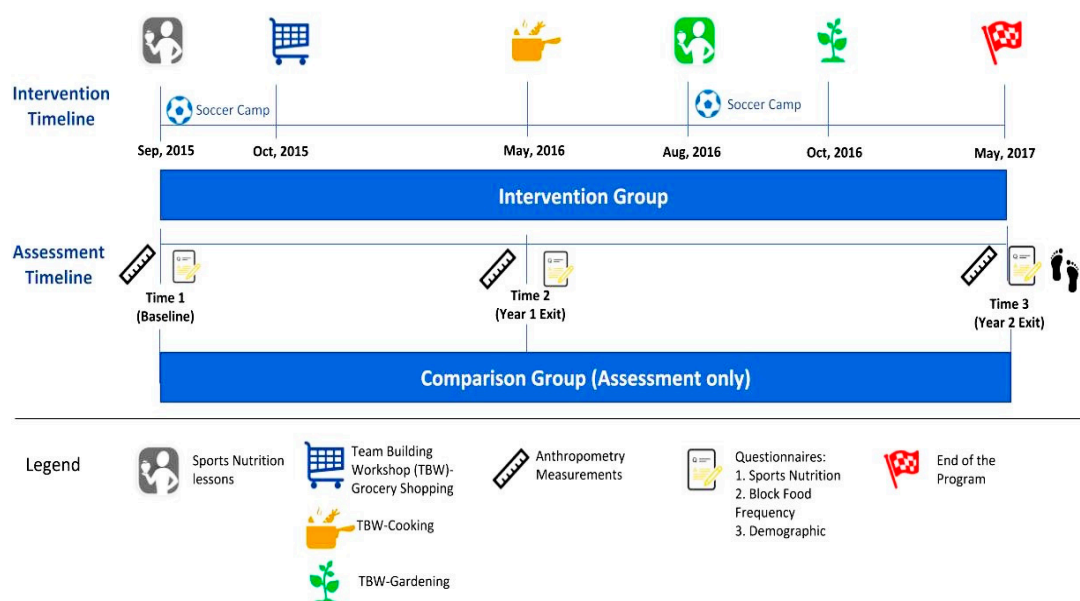 Intervention
Timeline
Soccer Camp
Soccer Camp
Sep, 2015
Oct, 2015
May, 2016
Aug, 2016
Oct, 2016
May, 2017
Intervention Group
Assessment
Timeline
Time 1
(Baseline)
Time 2
(Year 1 Exit)
Time 3
(Year 2 Exit)
Comparison Group (Assessment only)
Legend
Sports Nutrition
lessons
Team Building
Workshop (TBW)-
Grocery Shopping
TBW-Cooking
TBW-Gardening
Anthropometry
Measurements
Questionnaires:
1. Sports Nutrition
2. Block Food
Frequency
3. Demographic
End of the
Program